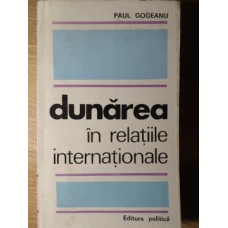 PAUL GOGEANU
dunărea
în relațiile
internaționale
Editura politică